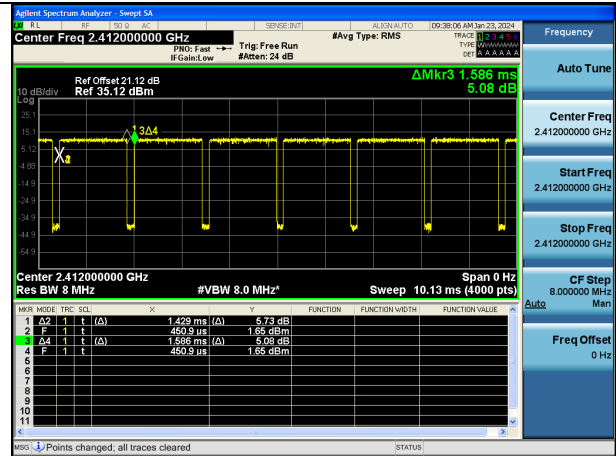 Agilent Spectrum Analyzer - Swept SA
RL RF 50 Ω AC SENSE:INT ALIGN AUTO 09:38:06 AM Jan 23, 2024
Center Freq 2.412000000 GHz
PNO: Fast
IFGain:Low
Trig: Free Run
#Atten: 24 dB
#Avg Type: RMS
TRACE 1 2 3 4 5 6
TYPE
DET A A A A A A
Ref Offset 21.12 dB
Ref 35.12 dBm
10 dB/div
Log
ΔMkr3 1.586 ms
5.08 dB
25.1
15.1
5.12
-4.88
-14.9
-24.9
-34.9
-44.9
-54.9
3Δ4
Center 2.412000000 GHz Span 0 Hz
Res BW 8 MHz #VBW 8.0 MHz* Sweep 10.13 ms (4000 pts)
MKR MODE TRC SCL X Y FUNCTION FUNCTION WIDTH FUNCTION VALUE
1 Δ2 1 t (Δ) 1.429 ms (Δ) 5.73 dB
2 F 1 t 450.9 µs 1.65 dBm
3 Δ4 1 t (Δ) 1.586 ms (Δ) 5.08 dB
4 F 1 t 450.9 µs 1.65 dBm
5
6
7
8
9
10
11
MSG Points changed; all traces cleared STATUS
Frequency
Auto Tune
Center Freq
2.412000000 GHz
Start Freq
2.412000000 GHz
Stop Freq
2.412000000 GHz
CF Step
8.000000 MHz
Auto Man
Freq Offset
0 Hz